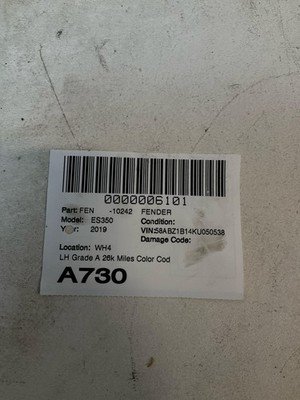 0000006101
Part: FEN -10242 FENDER
Model: ES350 Condition:
Year: 2019 VIN:58ABZ1B14KU050538
Damage Code:
Location: WH4
LH Grade A 26k Miles Color Cod
A730